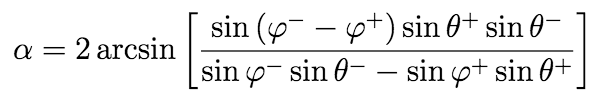 α = 2 arcsin [ sin (φ⁻ − φ⁺) sin θ⁺ sin θ⁻ / sin φ⁻ sin θ⁻ − sin φ⁺ sin θ⁺ ]